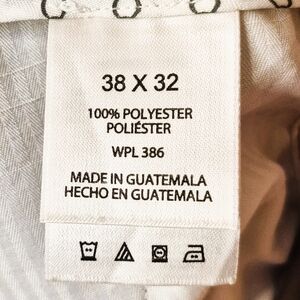 38 X 32
100% POLYESTER
POLIÉSTER
WPL 386
MADE IN GUATEMALA
HECHO EN GUATEMALA